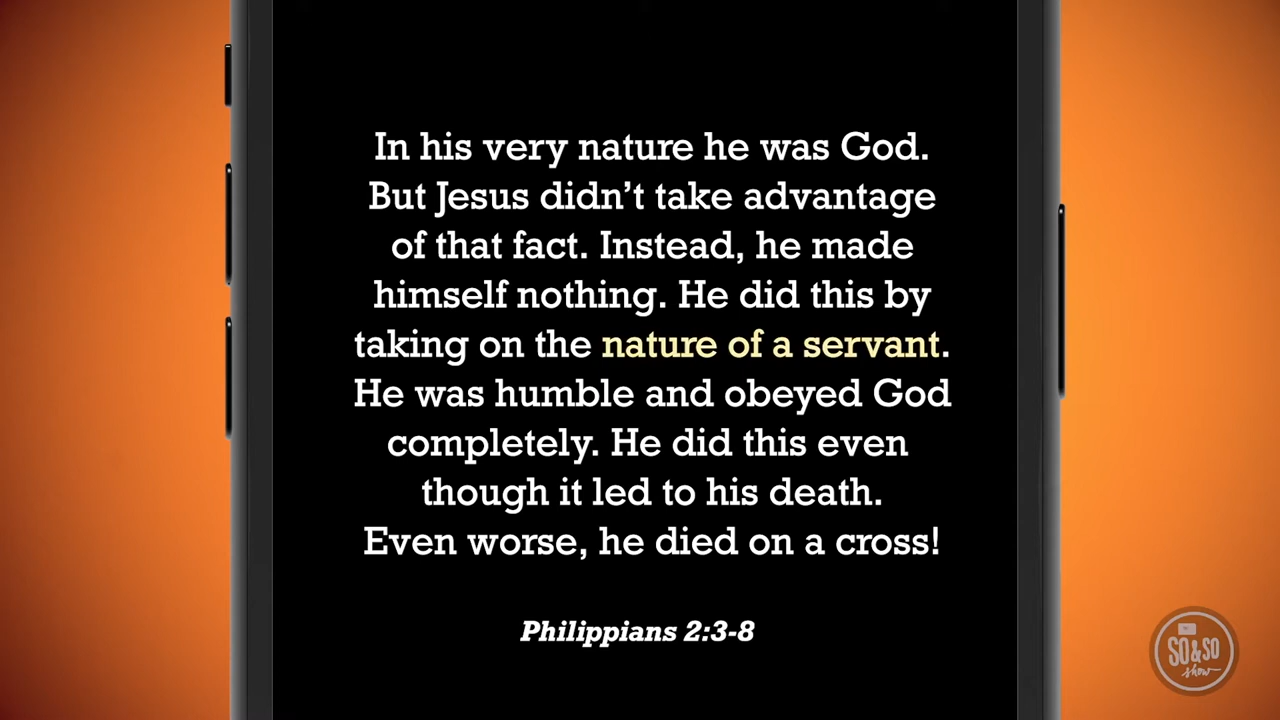 In his very nature he was God.
But Jesus didn’t take advantage
of that fact. Instead, he made
himself nothing. He did this by
taking on the nature of a servant.
He was humble and obeyed God
completely. He did this even
though it led to his death.
Even worse, he died on a cross!
Philippians 2:3-8
SO&SO
show